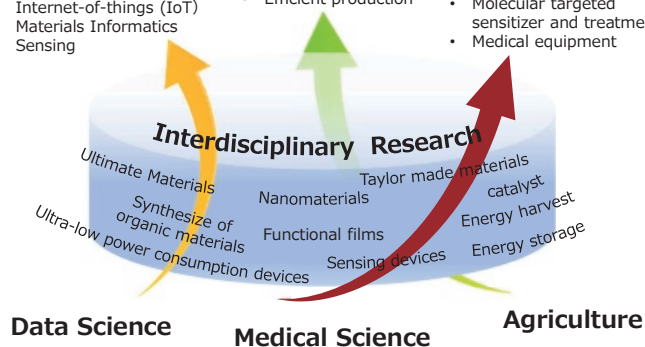 Internet-of-things (IoT)
Materials Informatics
Sensing
Efficient production
• Molecular targeted
sensitizer and treatme
• Medical equipment
Interdisciplinary Research
Ultimate Materials
Taylor made materials
Nanomaterials
catalyst
Synthesize of
organic materials
Energy harvest
Functional films
Ultra-low power consumption devices
Sensing devices
Energy storage
Data Science
Medical Science
Agriculture